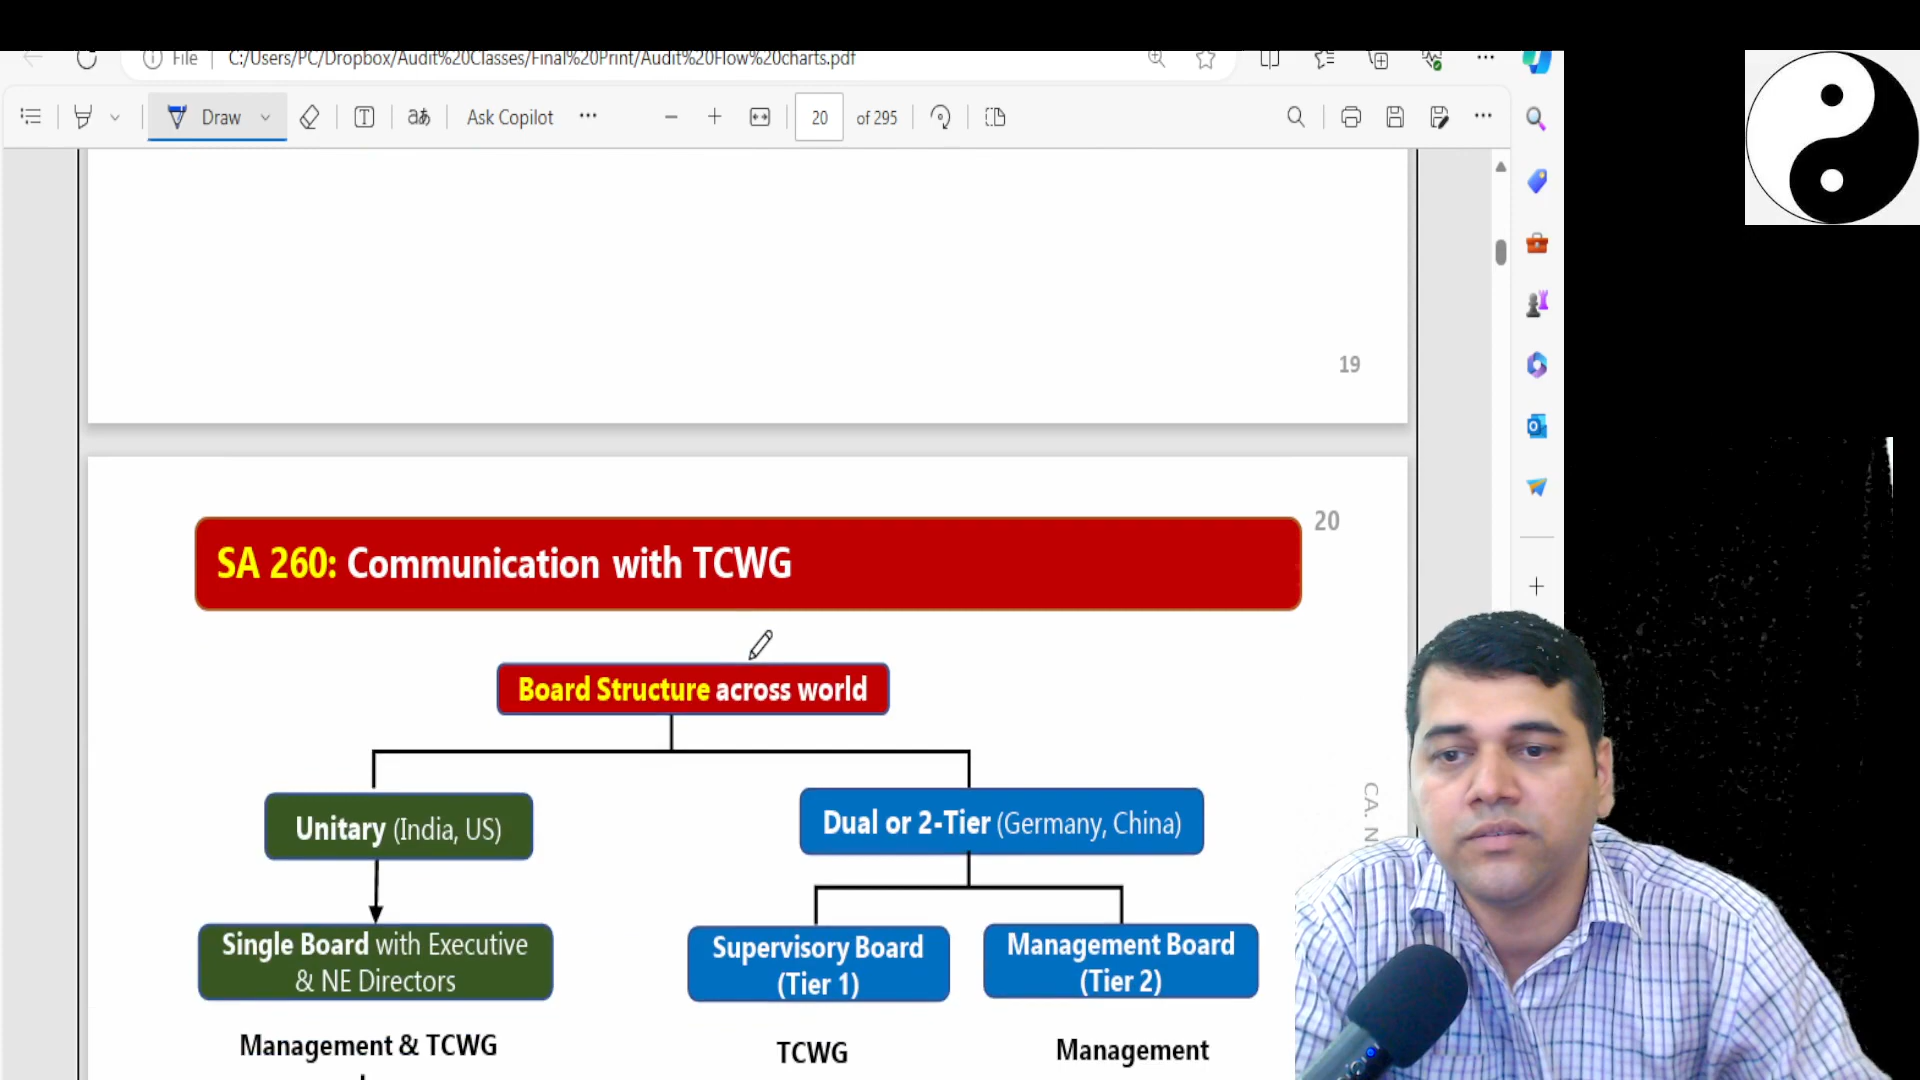 File | C:/Users/PC/Dropbox/Audit%20Classes/Final%20Print/Audit%20Flow%20charts.pdf
Draw
Ask Copilot
20 of 295
19
20
SA 260: Communication with TCWG
Board Structure across world
Unitary (India, US)
Dual or 2-Tier (Germany, China)
Single Board with Executive
& NE Directors
Supervisory Board
(Tier 1)
Management Board
(Tier 2)
Management & TCWG
TCWG
Management
CA. N